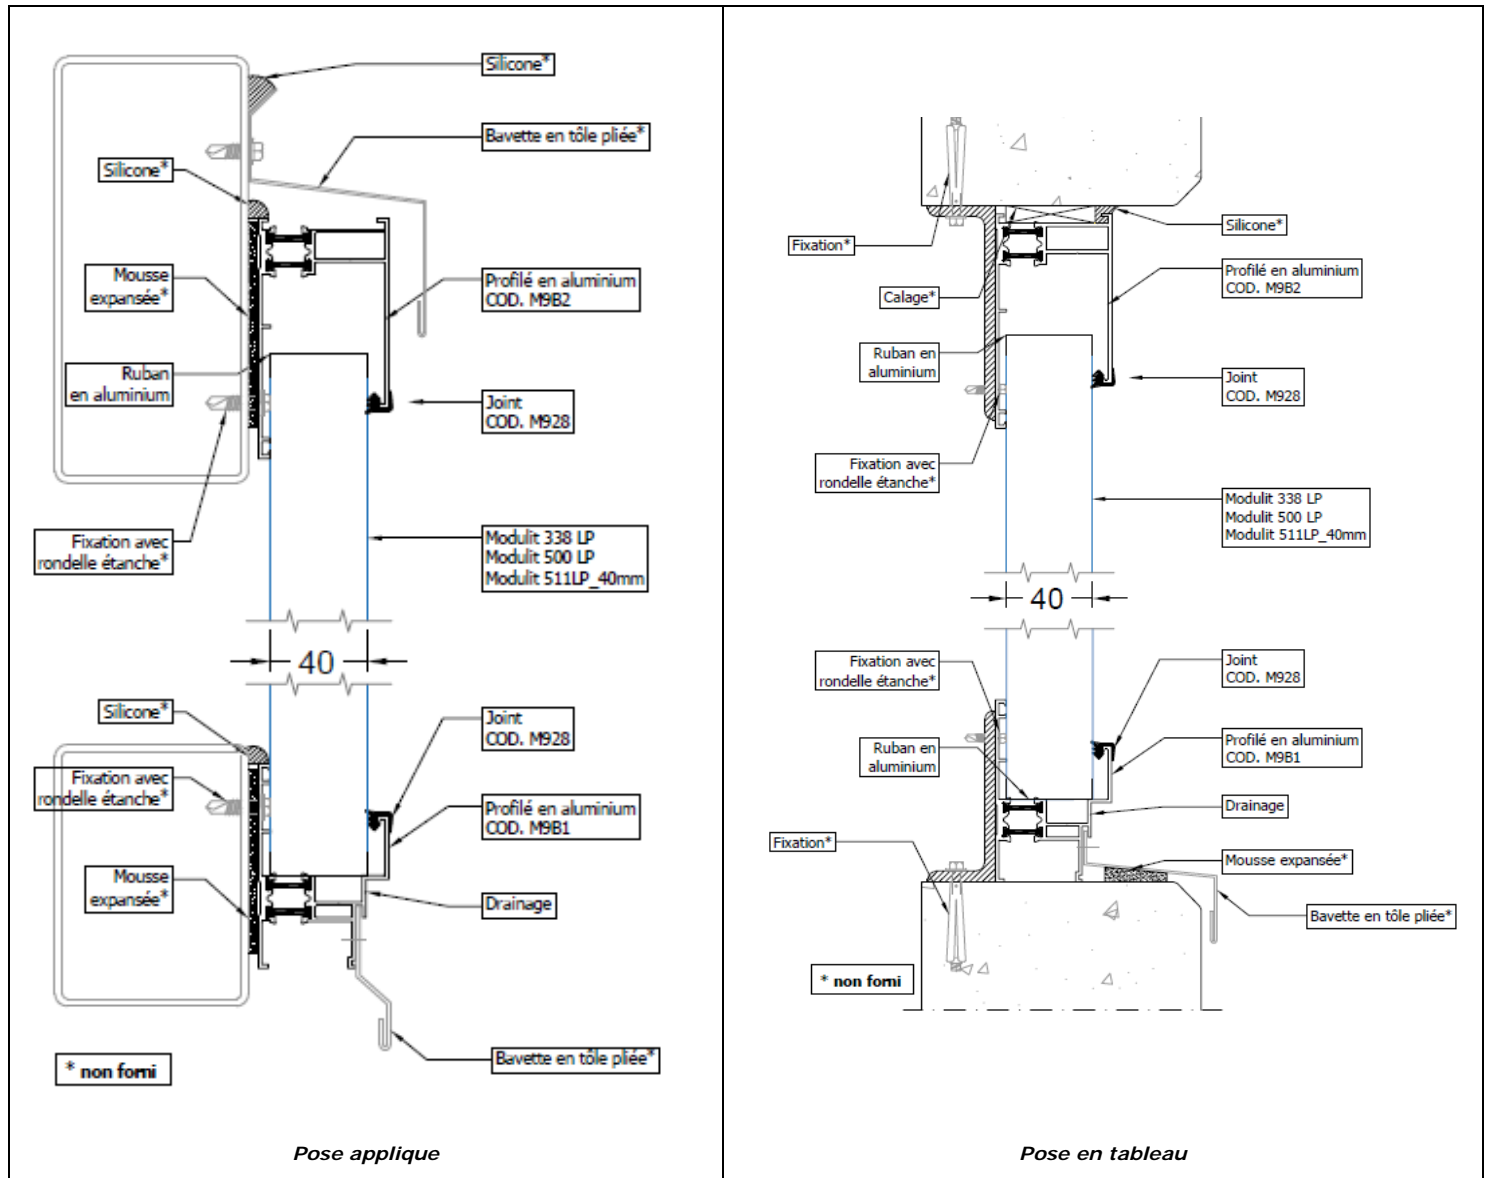 Silicone*
Bavette en tôle pliée*
Silicone*
Mousse
expansée*
Profilé en aluminium
COD. M9B2
Ruban
en aluminium
Joint
COD. M928
Fixation avec
rondelle étanche*
Modulit 338 LP
Modulit 500 LP
Modulit 511LP_40mm
40
Silicone*
Joint
COD. M928
Fixation avec
rondelle étanche*
Profilé en aluminium
COD. M9B1
Mousse
expansée*
Drainage
Bavette en tôle pliée*
* non forni
Pose applique
Fixation*
Silicone*
Calage*
Profilé en aluminium
COD. M9B2
Ruban en
aluminium
Joint
COD. M928
Fixation avec
rondelle étanche*
Modulit 338 LP
Modulit 500 LP
Modulit 511LP_40mm
40
Fixation avec
rondelle étanche*
Joint
COD. M928
Ruban en
aluminium
Profilé en aluminium
COD. M9B1
Drainage
Fixation*
Mousse expansée*
Bavette en tôle pliée*
* non forni
Pose en tableau